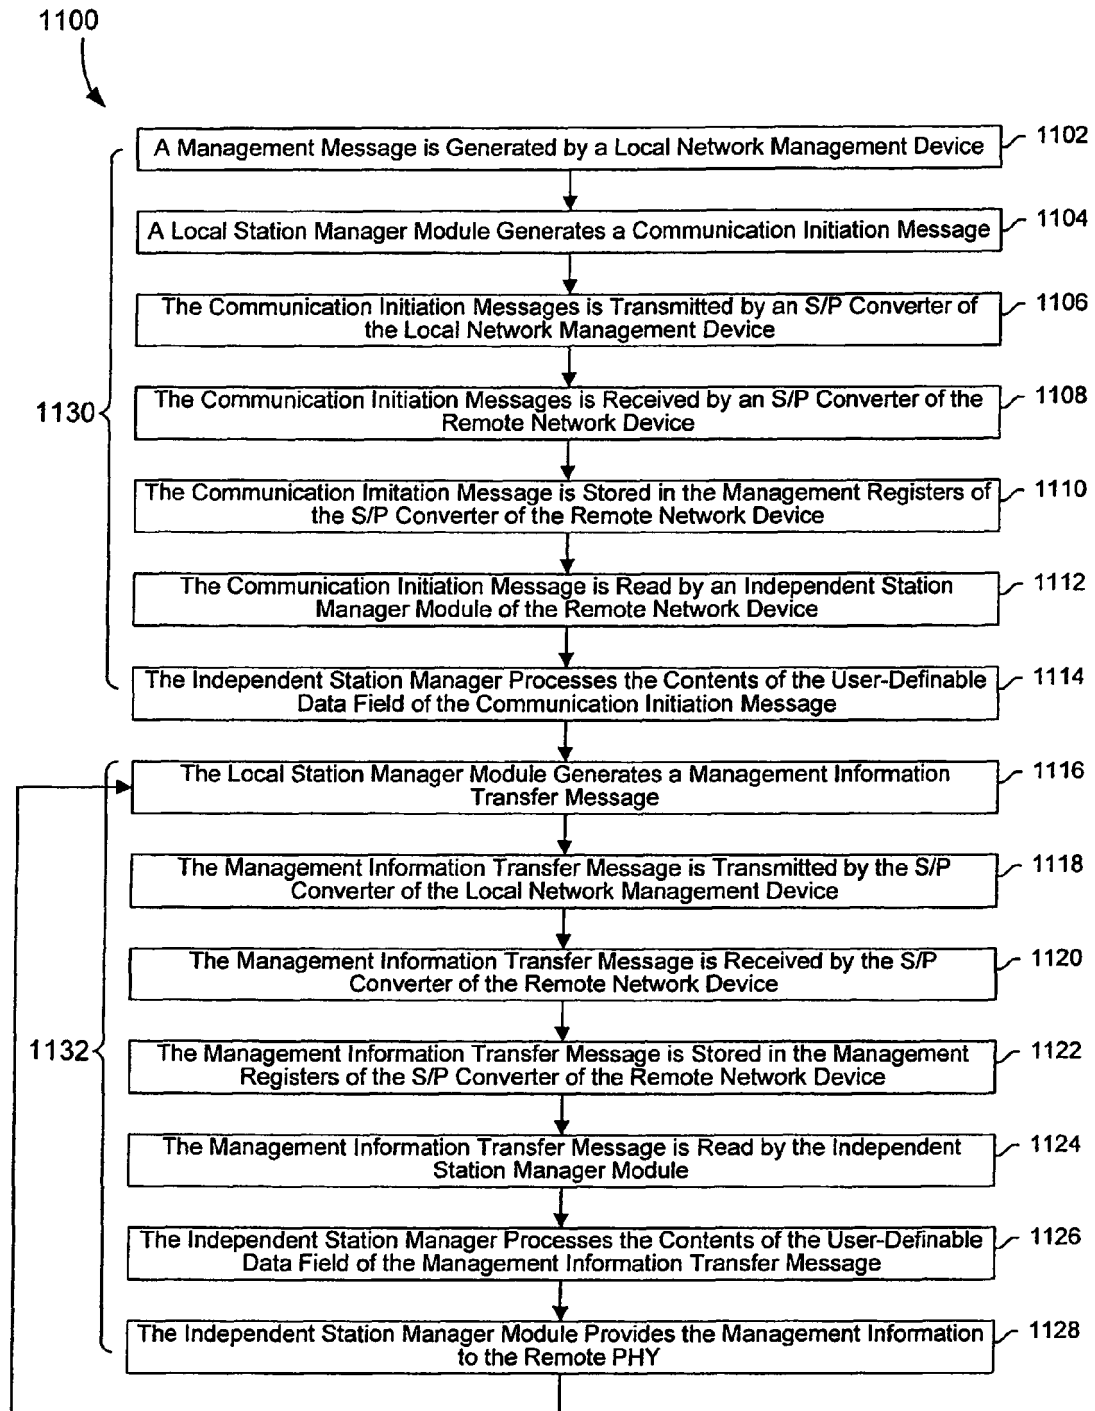 1100
A Management Message is Generated by a Local Network Management Device
1102
A Local Station Manager Module Generates a Communication Initiation Message
1104
The Communication Initiation Messages is Transmitted by an S/P Converter of
the Local Network Management Device
1106
The Communication Initiation Messages is Received by an S/P Converter of the
Remote Network Device
1108
1130
The Communication Imitation Message is Stored in the Management Registers of
the S/P Converter of the Remote Network Device
1110
The Communication Initiation Message is Read by an Independent Station
Manager Module of the Remote Network Device
1112
The Independent Station Manager Processes the Contents of the User-Definable
Data Field of the Communication Initiation Message
1114
The Local Station Manager Module Generates a Management Information
Transfer Message
1116
The Management Information Transfer Message is Transmitted by the S/P
Converter of the Local Network Management Device
1118
The Management Information Transfer Message is Received by the S/P
Converter of the Remote Network Device
1120
1132
The Management Information Transfer Message is Stored in the Management
Registers of the S/P Converter of the Remote Network Device
1122
The Management Information Transfer Message is Read by the Independent
Station Manager Module
1124
The Independent Station Manager Processes the Contents of the User-Definable
Data Field of the Management Information Transfer Message
1126
The Independent Station Manager Module Provides the Management Information
to the Remote PHY
1128